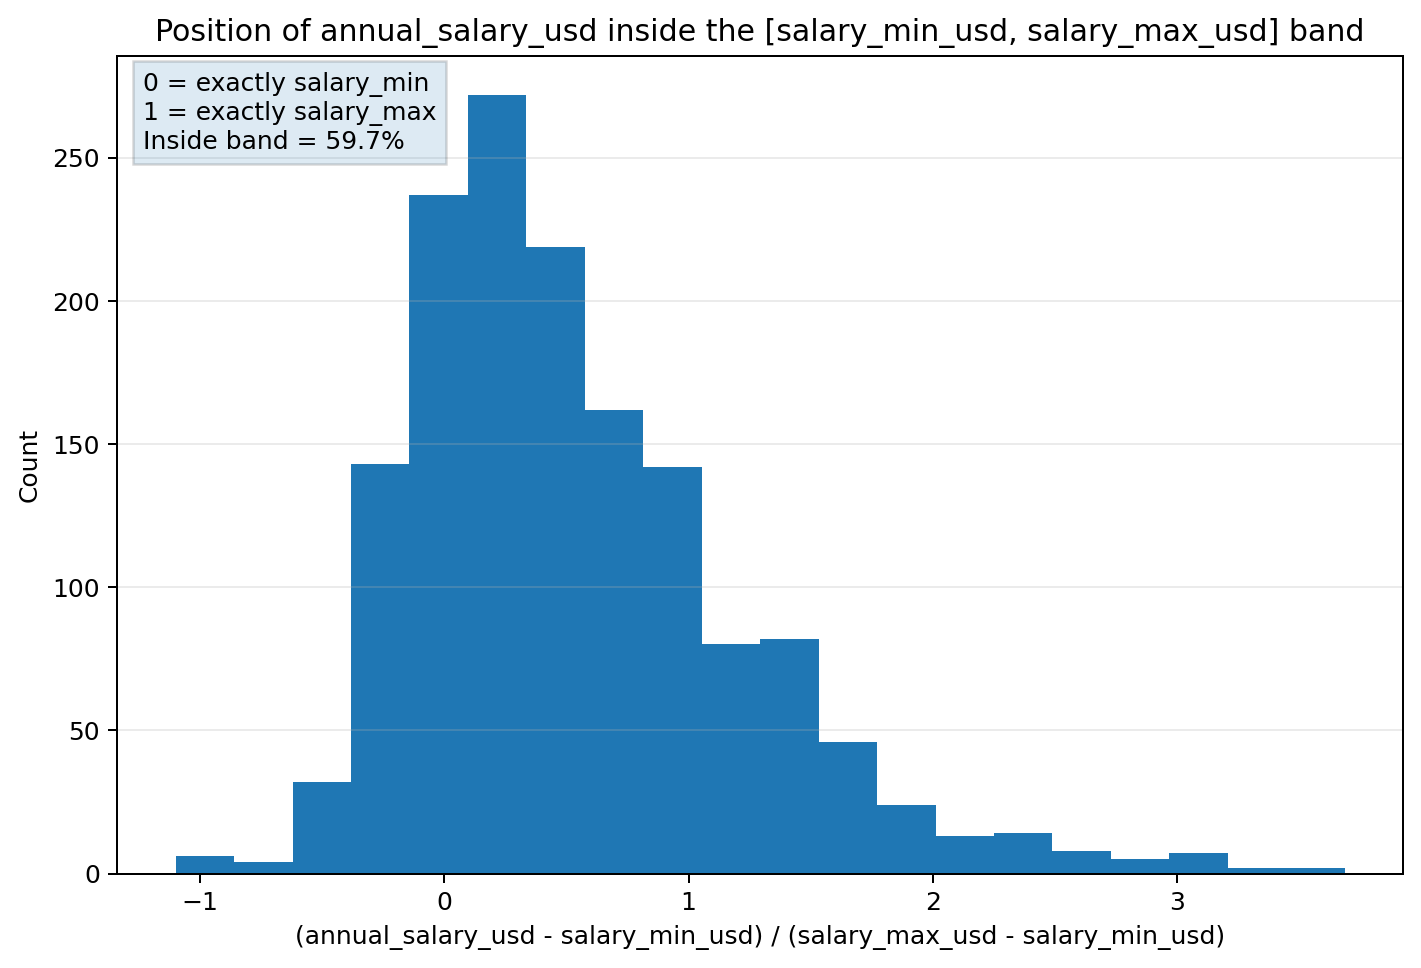 Position of annual_salary_usd inside the [salary_min_usd, salary_max_usd] band
0 = exactly salary_min
1 = exactly salary_max
Inside band = 59.7%
Count
250
200
150
100
50
0
−1
0
1
2
3
(annual_salary_usd - salary_min_usd) / (salary_max_usd - salary_min_usd)